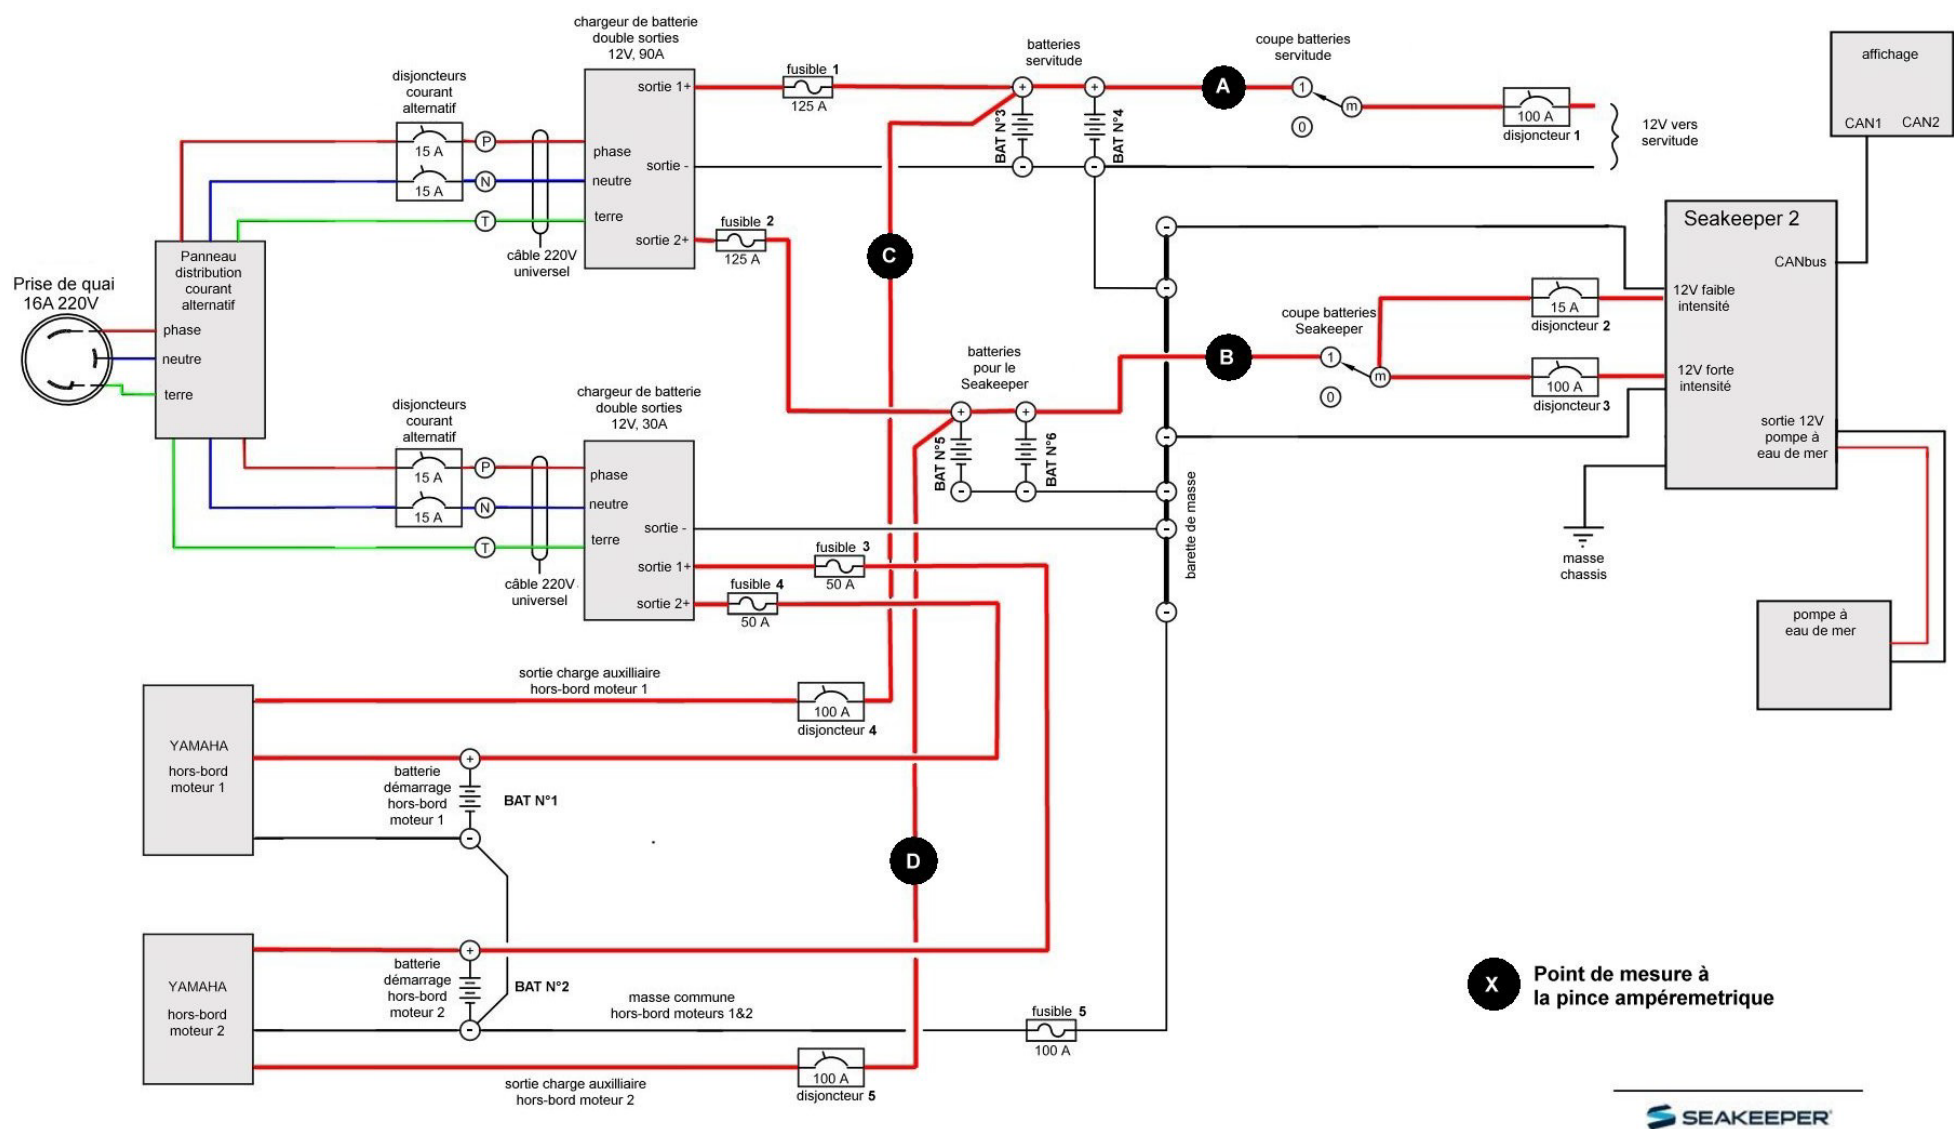 chargeur de batterie
double sorties
12V, 90A
disjoncteurs
courant
alternatif
15 A
15 A
P
N
T
câble 220V
universel
phase
neutre
terre
sortie 1+
sortie -
sortie 2+
fusible 1
125 A
fusible 2
125 A
batteries
servitude
+
+
BAT N°3
BAT N°4
-
-
A
coupe batteries
servitude
1
m
0
100 A
disjoncteur 1
12V vers
servitude
affichage
CAN1
CAN2
Seakeeper 2
CANbus
12V faible
intensité
12V forte
intensité
sortie 12V
pompe à
eau de mer
C
B
coupe batteries
Seakeeper
1
m
0
15 A
disjoncteur 2
100 A
disjoncteur 3
Prise de quai
16A 220V
Panneau
distribution
courant
alternatif
phase
neutre
terre
batteries
pour le
Seakeeper
+
+
BAT N°5
BAT N°6
-
-
-
-
-
-
-
-
barette de masse
masse
chassis
pompe à
eau de mer
chargeur de batterie
double sorties
12V, 30A
disjoncteurs
courant
alternatif
15 A
15 A
P
N
T
câble 220V
universel
phase
neutre
terre
sortie -
sortie 1+
sortie 2+
fusible 3
50 A
fusible 4
50 A
sortie charge auxilliaire
hors-bord moteur 1
100 A
disjoncteur 4
YAMAHA
hors-bord
moteur 1
+
batterie
démarrage
hors-bord
moteur 1
BAT N°1
-
D
YAMAHA
hors-bord
moteur 2
+
batterie
démarrage
hors-bord
moteur 2
BAT N°2
-
masse commune
hors-bord moteurs 1&2
fusible 5
100 A
sortie charge auxilliaire
hors-bord moteur 2
100 A
disjoncteur 5
X
Point de mesure à
la pince ampéremetrique
SEAKEEPER